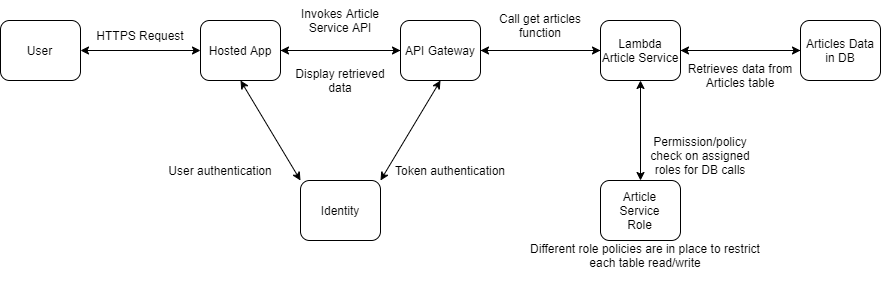 User
HTTPS Request
Hosted App
Invokes Article
Service API
Display retrieved
data
API Gateway
Call get articles
function
Lambda
Article Service
Retrieves data from
Articles table
Articles Data
in DB
User authentication
Identity
Token authentication
Permission/policy
check on assigned
roles for DB calls
Article
Service
Role
Different role policies are in place to restrict
each table read/write